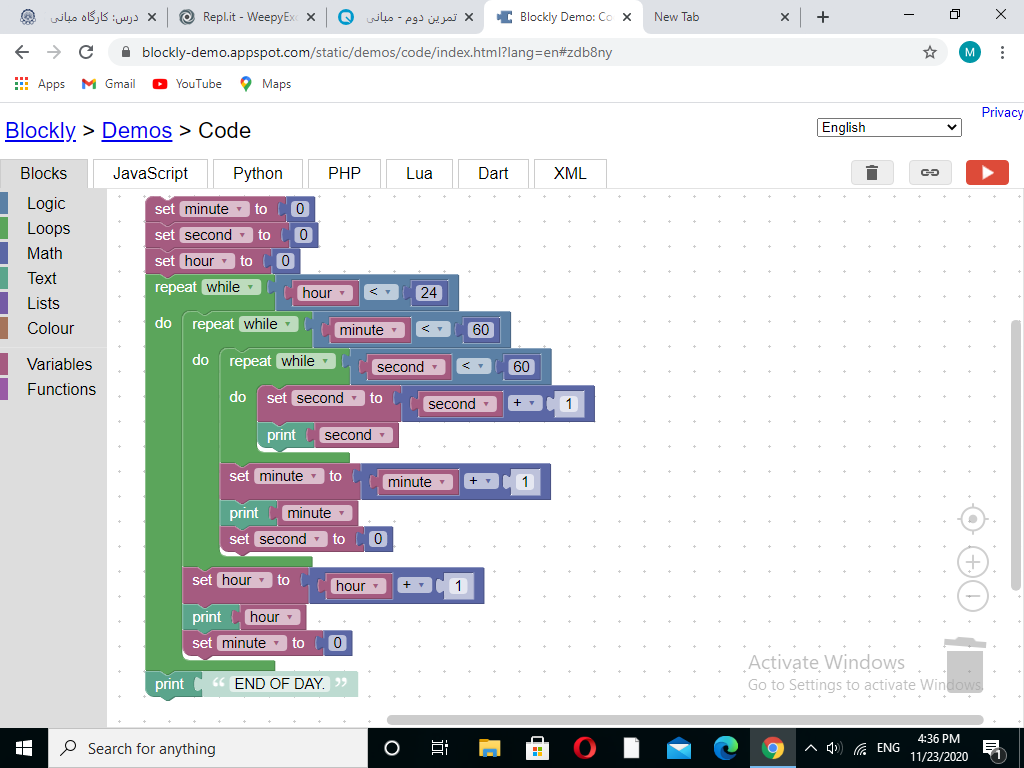 درس: کارگاه مبانی
Repl.it - WeepyExc
تمرین دوم - مبانی
Blockly Demo: Co
New Tab
blockly-demo.appspot.com/static/demos/code/index.html?lang=en#zdb8ny
M
Apps Gmail YouTube Maps
Privacy
Blockly > Demos > Code
English
Blocks JavaScript Python PHP Lua Dart XML
Logic
Loops
Math
Text
Lists
Colour
Variables
Functions
set minute to 0
set second to 0
set hour to 0
repeat while hour < 24
do repeat while minute < 60
do repeat while second < 60
do set second to second + 1
print second
set minute to minute + 1
print minute
set second to 0
set hour to hour + 1
print hour
set minute to 0
print “ END OF DAY. ”
Activate Windows
Go to Settings to activate Windows.
Search for anything
ENG
4:36 PM
11/23/2020
1